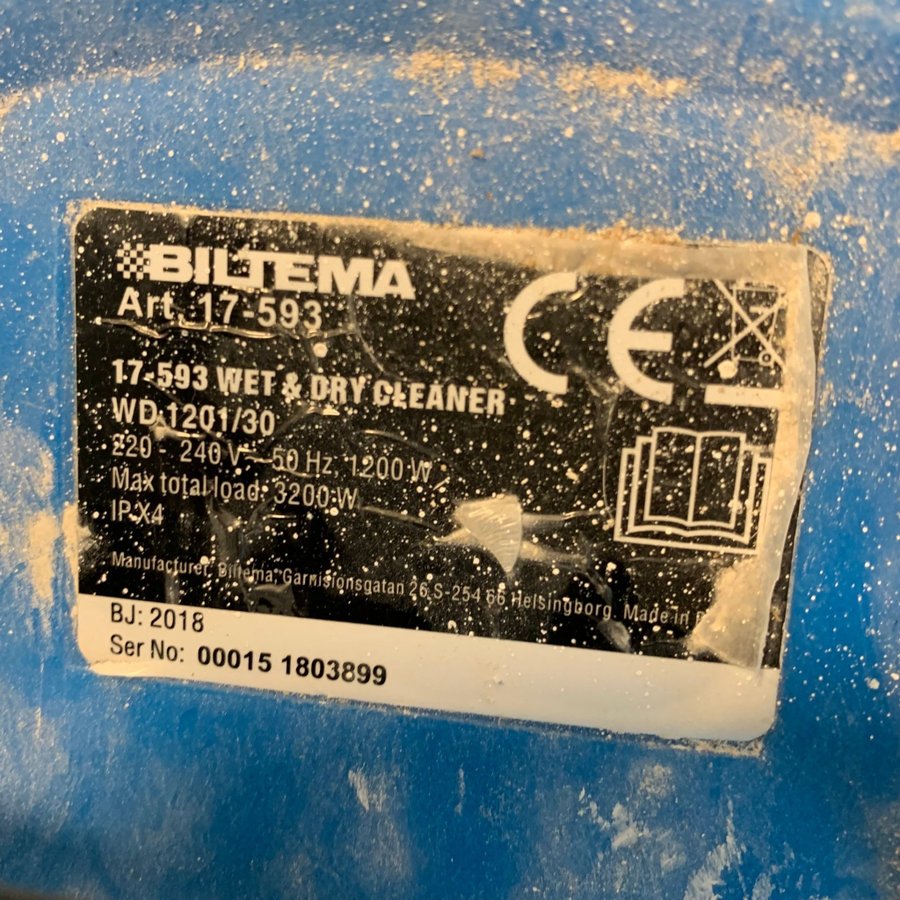 BILTEMA
Art. 17-593
CE
17-593 WET & DRY CLEANER
WD 1201/30
220 - 240 V ~ 50 Hz, 1200 W
Max total load: 3200 W
IPX4
Manufacturer: Biltema, Garnisionsgatan 26 S-254 66 Helsingborg. Made in
BJ: 2018
Ser No: 00015 1803899